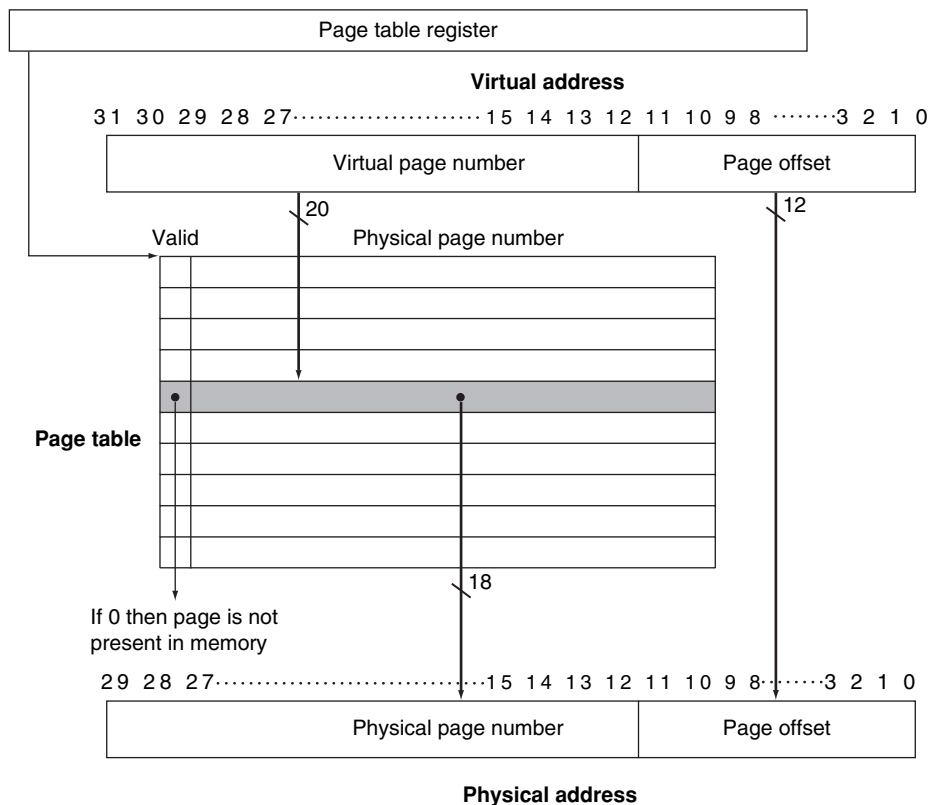 Page table register
Virtual address
31 30 29 28 27·····················15 14 13 12 11 10 9 8 ·······3 2 1 0
Virtual page number
Page offset
20
12
Valid
Physical page number
Page table
18
If 0 then page is not
present in memory
29 28 27······························15 14 13 12 11 10 9 8·······3 2 1 0
Physical page number
Page offset
Physical address